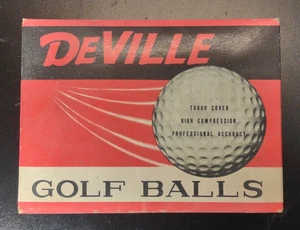 DEVILLE
TOUGH COVER
HIGH COMPRESSION
PROFESSIONAL ACCURACY
GOLF BALLS